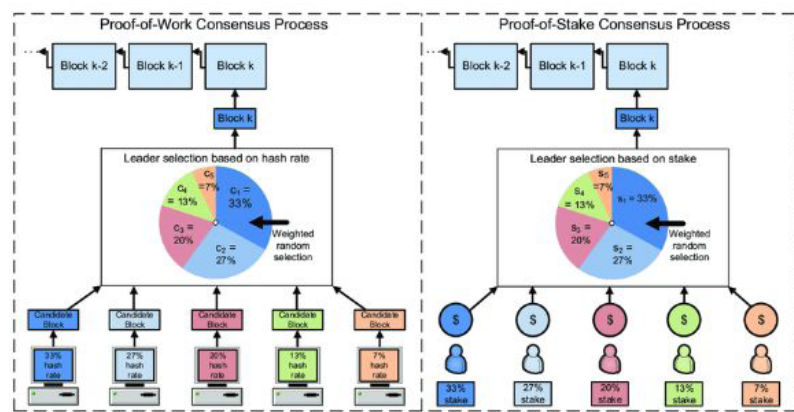 Proof-of-Work Consensus Process
Block k-2
Block k-1
Block k
Block k
Leader selection based on hash rate
c₁ =
33%
c₂ =
27%
c₃ =
20%
c₄
= 13%
c₅
=7%
Weighted
random
selection
Candidate
Block
Candidate
Block
Candidate
Block
Candidate
Block
Candidate
Block
33%
hash
rate
27%
hash
rate
20%
hash
rate
13%
hash
rate
7%
hash
rate
Proof-of-Stake Consensus Process
Block k-2
Block k-1
Block k
Block k
Leader selection based on stake
s₁ = 33%
s₂ =
27%
s₃ =
20%
s₄
= 13%
s₅
=7%
Weighted
random
selection
$
$
$
$
$
33%
stake
27%
stake
20%
stake
13%
stake
7%
stake